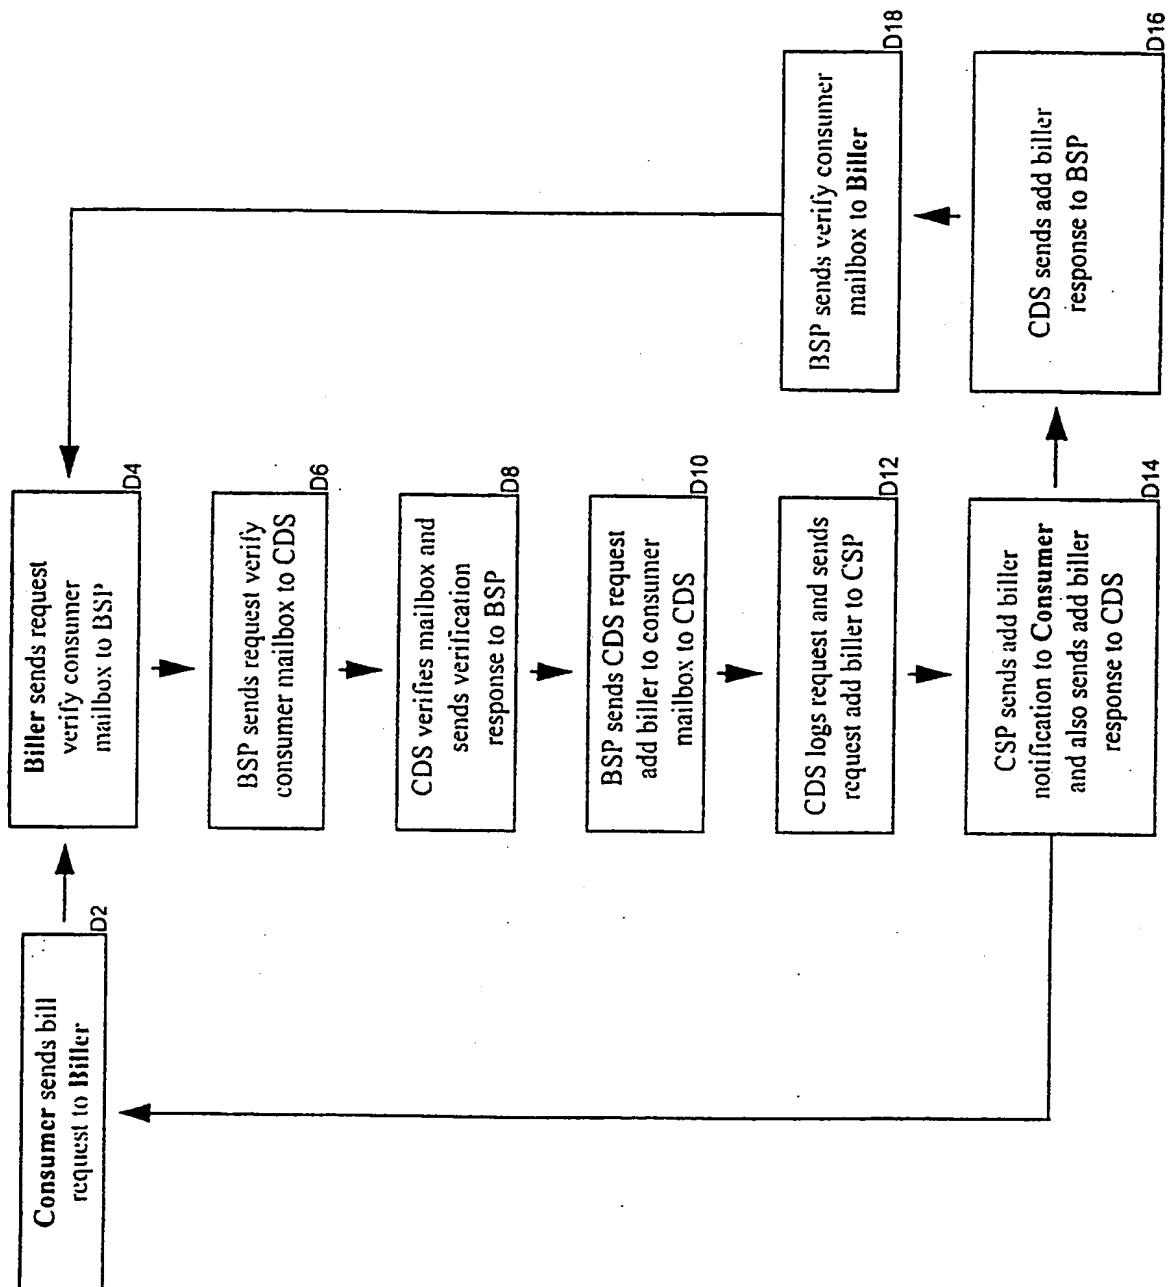 Consumer sends bill
request to Biller
D2
Biller sends request
verify consumer
mailbox to BSP
D4
BSP sends request verify
consumer mailbox to CDS
D6
CDS verifies mailbox and
sends verification
response to BSP
D8
BSP sends CDS request
add biller to consumer
mailbox to CDS
D10
CDS logs request and sends
request add biller to CSP
D12
CSP sends add biller
notification to Consumer
and also sends add biller
response to CDS
D14
CDS sends add biller
response to BSP
D16
BSP sends verify consumer
mailbox to Biller
D18